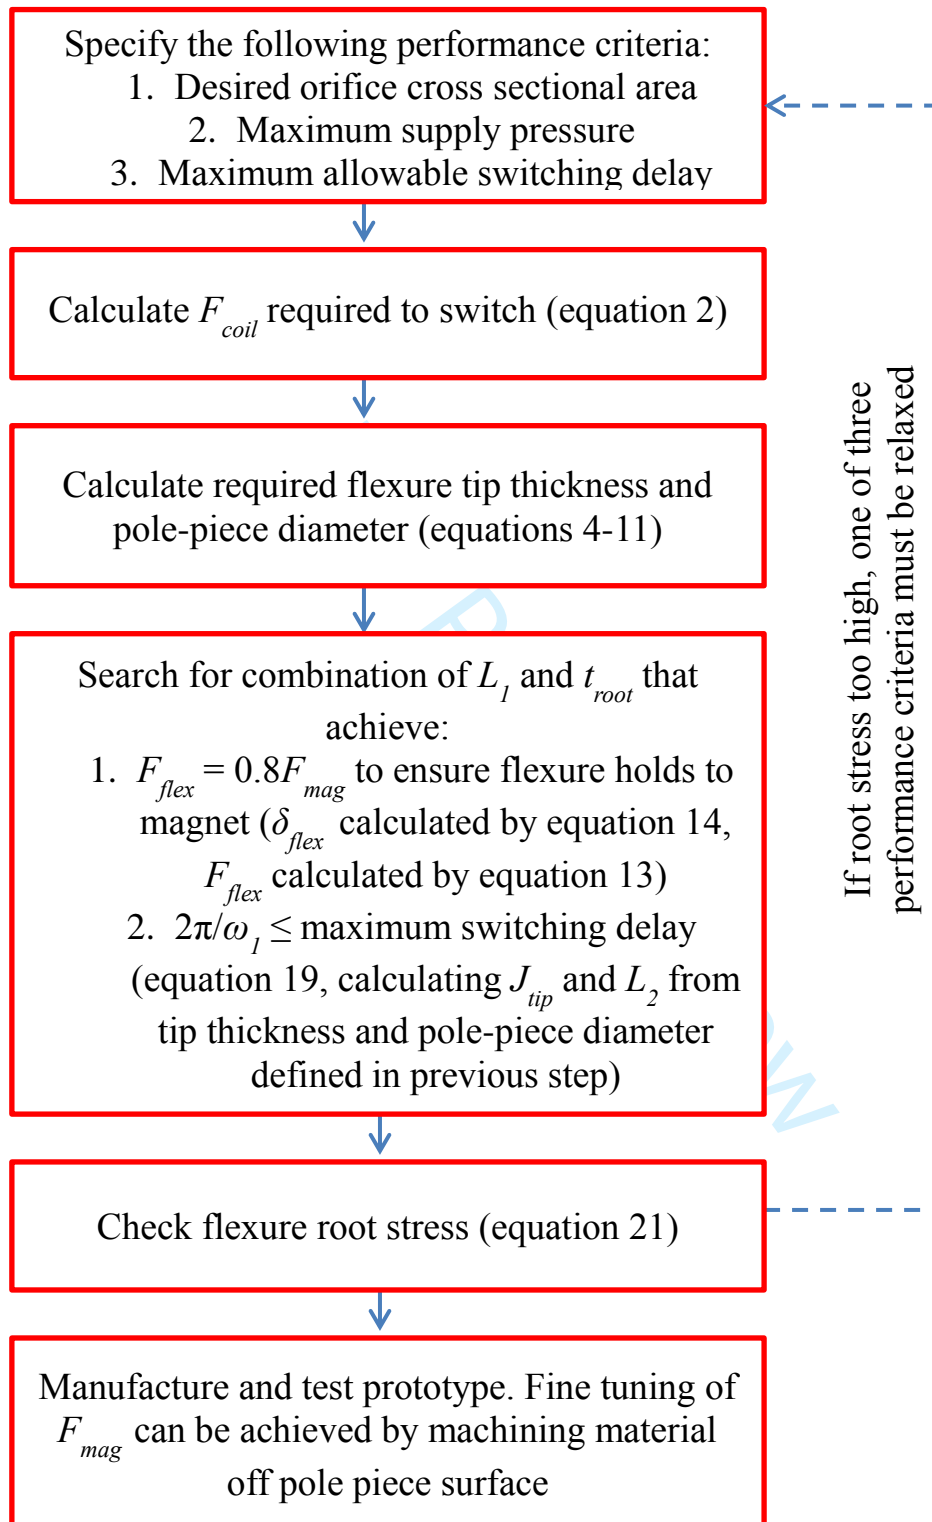 Specify the following performance criteria:
1. Desired orifice cross sectional area
2. Maximum supply pressure
3. Maximum allowable switching delay
Calculate F_coil required to switch (equation 2)
Calculate required flexure tip thickness and
pole-piece diameter (equations 4-11)
Search for combination of L_1 and t_root that
achieve:
1. F_flex = 0.8F_mag to ensure flexure holds to
magnet (δ_flex calculated by equation 14,
F_flex calculated by equation 13)
2. 2π/ω_1 ≤ maximum switching delay
(equation 19, calculating J_tip and L_2 from
tip thickness and pole-piece diameter
defined in previous step)
Check flexure root stress (equation 21)
Manufacture and test prototype. Fine tuning of
F_mag can be achieved by machining material
off pole piece surface
If root stress too high, one of three
performance criteria must be relaxed